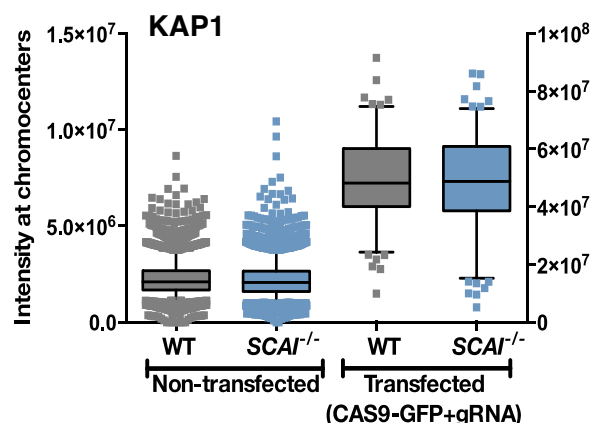 KAP1
Intensity at chromocenters
1.5×10⁷
1.0×10⁷
5.0×10⁶
0.0
1×10⁸
8×10⁷
6×10⁷
4×10⁷
2×10⁷
0
WT SCAI⁻/⁻ WT SCAI⁻/⁻
Non-transfected Transfected
(CAS9-GFP+gRNA)